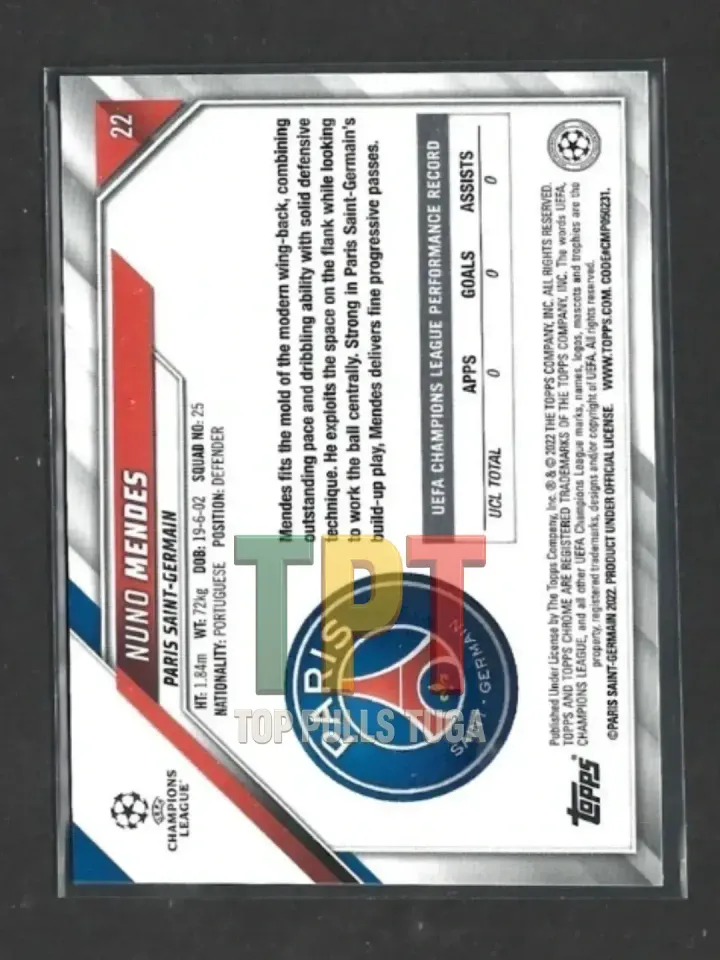 22
NUNO MENDES
PARIS SAINT-GERMAIN
HT: 1.84m WT: 72kg DOB: 19-6-02 SQUAD NO: 25
NATIONALITY: PORTUGUESE POSITION: DEFENDER
Mendes fits the mold of the modern wing-back, combining
outstanding pace and dribbling ability with solid defensive
technique. He exploits the space on the flank while looking
to work the ball centrally. Strong in Paris Saint-Germain's
build-up play, Mendes delivers fine progressive passes.
UEFA CHAMPIONS LEAGUE PERFORMANCE RECORD
APPS GOALS ASSISTS
UCL TOTAL 0 0 0
UEFA
CHAMPIONS
LEAGUE
PARIS
SAINT-GERMAIN
TPT
TOP PULLS TUGA
topps
Published Under License by The Topps Company, Inc. ® & © 2022 THE TOPPS COMPANY, INC. ALL RIGHTS RESERVED.
TOPPS AND TOPPS CHROME ARE REGISTERED TRADEMARKS OF THE TOPPS COMPANY, INC. The words UEFA,
CHAMPIONS LEAGUE, and all other UEFA Champions League marks, names, logos, mascots and trophies are the
property, registered trademarks, designs and/or copyright of UEFA. All rights reserved.
©PARIS SAINT-GERMAIN 2022. PRODUCT UNDER OFFICIAL LICENSE. WWW.TOPPS.COM. CODE#CMP050231.